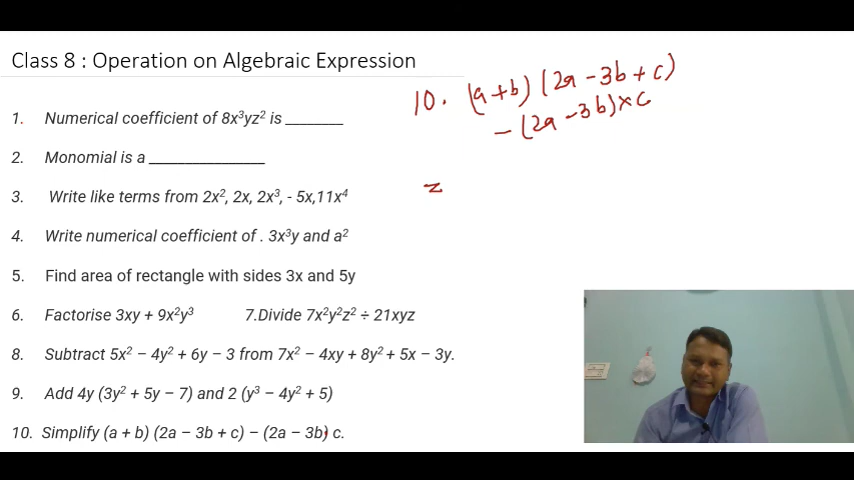 Class 8 : Operation on Algebraic Expression
10. (a+b) (2a - 3b + c)
- (2a - 3b) × c
=
1. Numerical coefficient of 8x³yz² is ________
2. Monomial is a ________________
3. Write like terms from 2x², 2x, 2x³, - 5x,11x⁴
4. Write numerical coefficient of . 3x³y and a²
5. Find area of rectangle with sides 3x and 5y
6. Factorise 3xy + 9x²y³ 7.Divide 7x²y²z² ÷ 21xyz
8. Subtract 5x² − 4y² + 6y − 3 from 7x² − 4xy + 8y² + 5x − 3y.
9. Add 4y (3y² + 5y − 7) and 2 (y³ − 4y² + 5)
10. Simplify (a + b) (2a − 3b + c) − (2a − 3b) c.